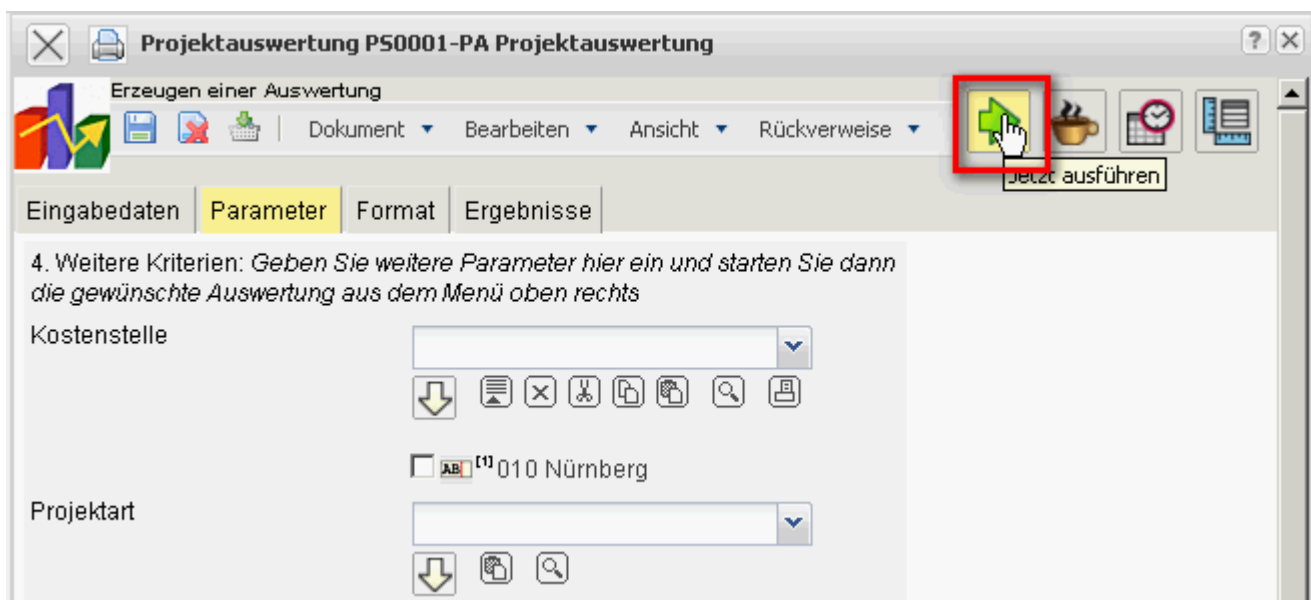 Projektauswertung PS0001-PA Projektauswertung
Erzeugen einer Auswertung
Dokument Bearbeiten Ansicht Rückverweise
Jetzt ausführen
Eingabedaten Parameter Format Ergebnisse
4. Weitere Kriterien: Geben Sie weitere Parameter hier ein und starten Sie dann
die gewünschte Auswertung aus dem Menü oben rechts
Kostenstelle
AB [1] 010 Nürnberg
Projektart